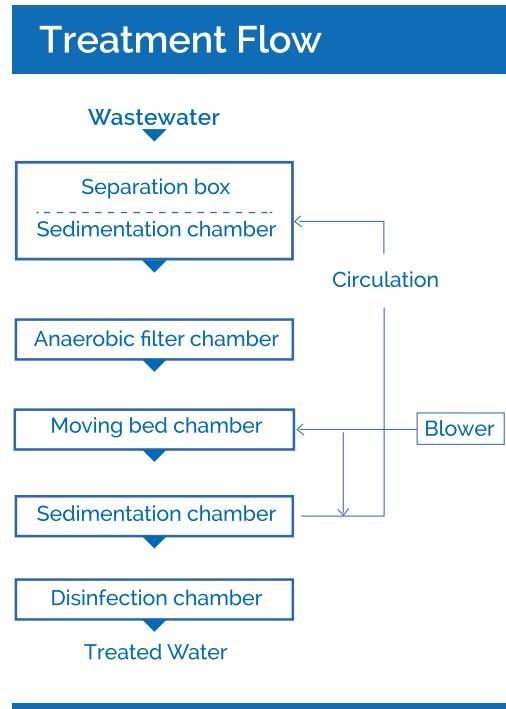 Treatment Flow
Wastewater
Separation box
Sedimentation chamber
Circulation
Anaerobic filter chamber
Moving bed chamber
Blower
Sedimentation chamber
Disinfection chamber
Treated Water